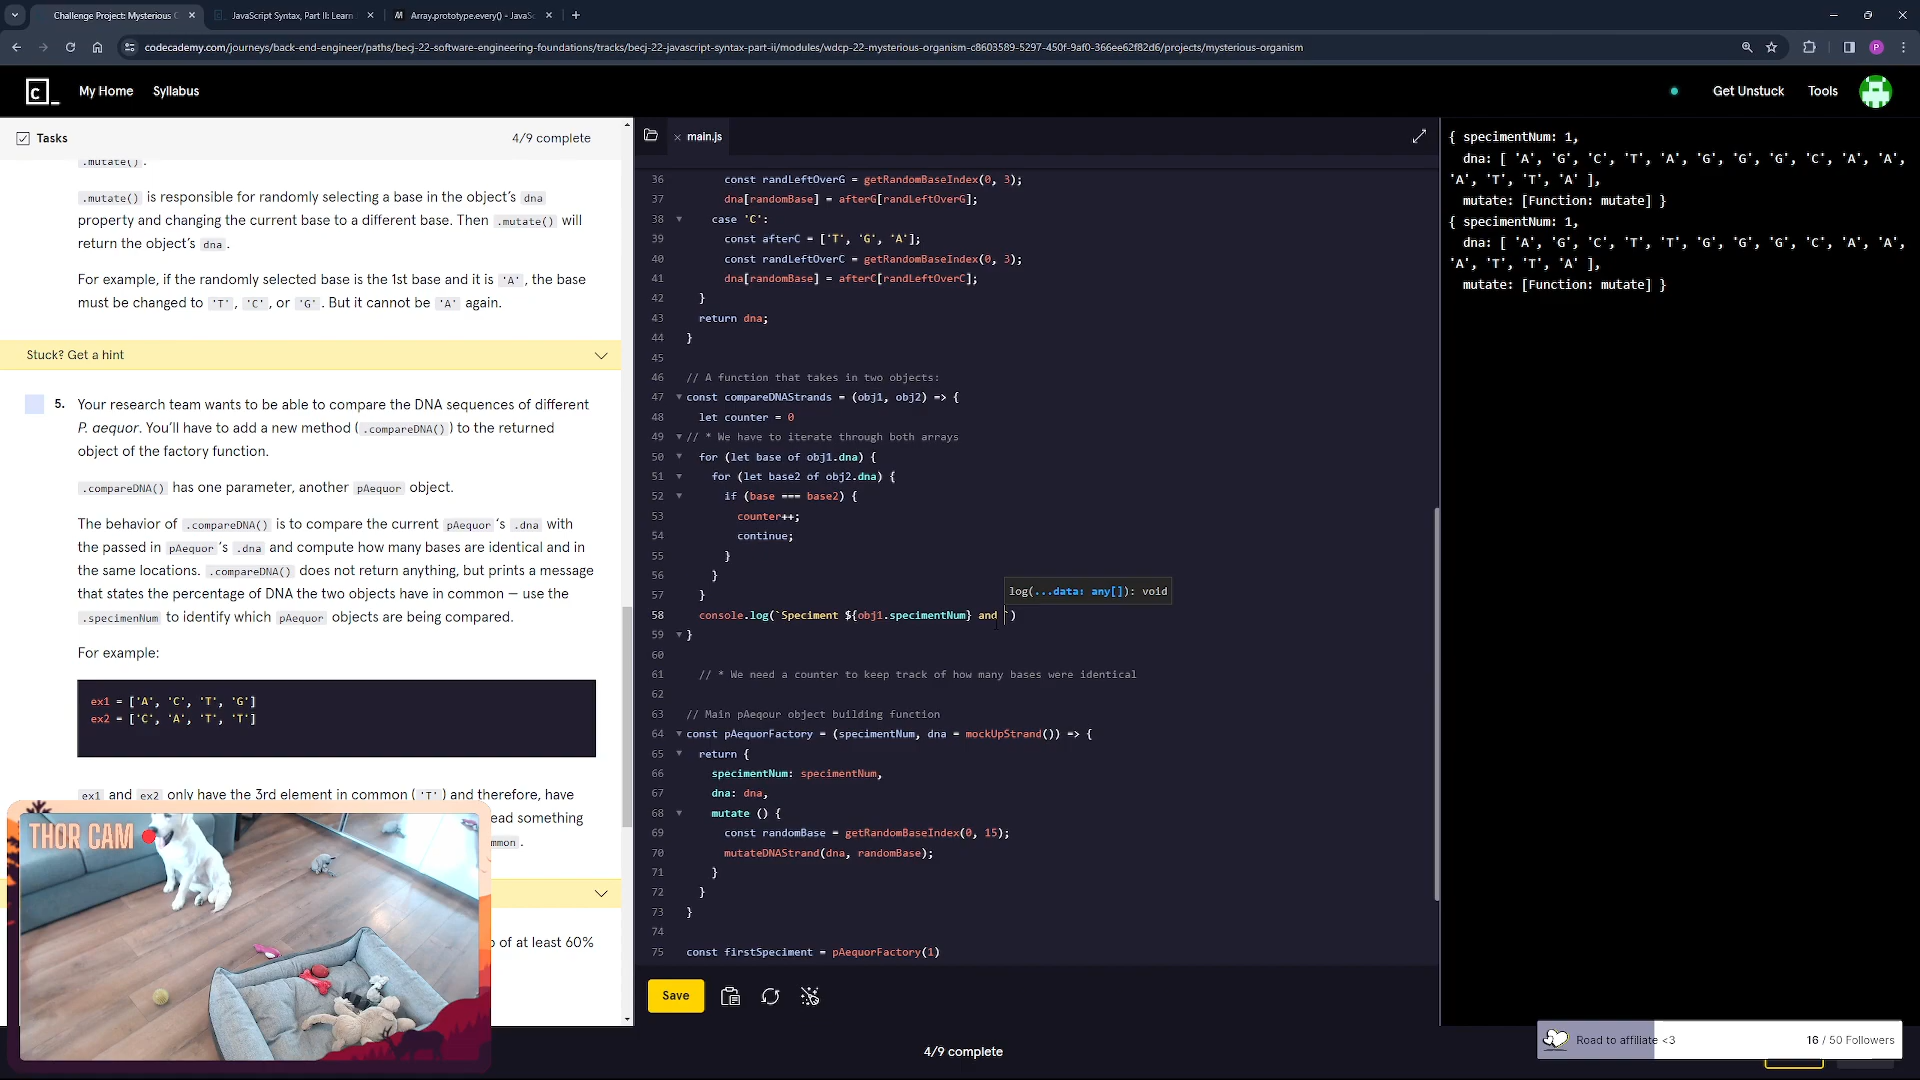 Challenge Project: Mysterious
JavaScript Syntax, Part II: Learn
Array.prototype.every() - JavaSc
codecademy.com/journeys/back-end-engineer/paths/becj-22-software-engineering-foundations/tracks/becj-22-javascript-syntax-part-ii/modules/wdcp-22-mysterious-organism-c8603589-5297-450f-9af0-366ee62f82d6/projects/mysterious-organism
My Home
Syllabus
Get Unstuck
Tools
Tasks
4/9 complete
.mutate().
.mutate() is responsible for randomly selecting a base in the object's dna
property and changing the current base to a different base. Then .mutate() will
return the object's dna.
For example, if the randomly selected base is the 1st base and it is 'A', the base
must be changed to 'T', 'C', or 'G'. But it cannot be 'A' again.
Stuck? Get a hint
5. Your research team wants to be able to compare the DNA sequences of different
P. aequor. You'll have to add a new method (.compareDNA()) to the returned
object of the factory function.
.compareDNA() has one parameter, another pAequor object.
The behavior of .compareDNA() is to compare the current pAequor's .dna with
the passed in pAequor's .dna and compute how many bases are identical and in
the same locations. .compareDNA() does not return anything, but prints a message
that states the percentage of DNA the two objects have in common — use the
.specimenNum to identify which pAequor objects are being compared.
For example:
ex1 = ['A', 'C', 'T', 'G']
ex2 = ['C', 'A', 'T', 'T']
ex1 and ex2 only have the 3rd element in common ('T') and therefore, have
ead something
mmon.
of at least 60%
THOR CAM
main.js
36 const randLeftOverG = getRandomBaseIndex(0, 3);
37 dna[randomBase] = afterG[randLeftOverG];
38 case 'C':
39 const afterC = ['T', 'G', 'A'];
40 const randLeftOverC = getRandomBaseIndex(0, 3);
41 dna[randomBase] = afterC[randLeftOverC];
42 }
43 return dna;
44 }
45
46 // A function that takes in two objects:
47 const compareDNAStrands = (obj1, obj2) => {
48 let counter = 0
49 // * We have to iterate through both arrays
50 for (let base of obj1.dna) {
51 for (let base2 of obj2.dna) {
52 if (base === base2) {
53 counter++;
54 continue;
55 }
56 }
57 }
log(...data: any[]): void
58 console.log(`Speciment ${obj1.specimentNum} and `)
59 }
60
61 // * We need a counter to keep track of how many bases were identical
62
63 // Main pAeqour object building function
64 const pAequorFactory = (specimentNum, dna = mockUpStrand()) => {
65 return {
66 specimentNum: specimentNum,
67 dna: dna,
68 mutate () {
69 const randomBase = getRandomBaseIndex(0, 15);
70 mutateDNAStrand(dna, randomBase);
71 }
72 }
73 }
74
75 const firstSpeciment = pAequorFactory(1)
Save
4/9 complete
{ specimentNum: 1,
dna: [ 'A', 'G', 'C', 'T', 'A', 'G', 'G', 'G', 'C', 'A', 'A',
'A', 'T', 'T', 'A' ],
mutate: [Function: mutate] }
{ specimentNum: 1,
dna: [ 'A', 'G', 'C', 'T', 'T', 'G', 'G', 'G', 'C', 'A', 'A',
'A', 'T', 'T', 'A' ],
mutate: [Function: mutate] }
Road to affiliate <3
16 / 50 Followers